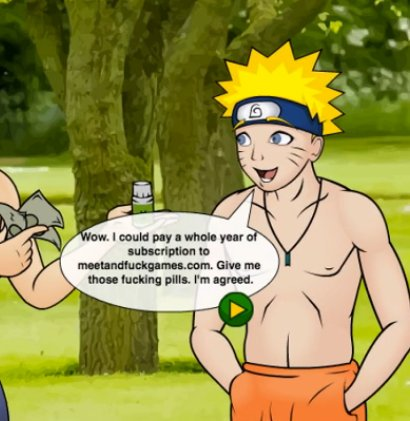 Wow. I could pay a whole year of
subscription to
meetandfuckgames.com. Give me
those fucking pills. I'm agreed.